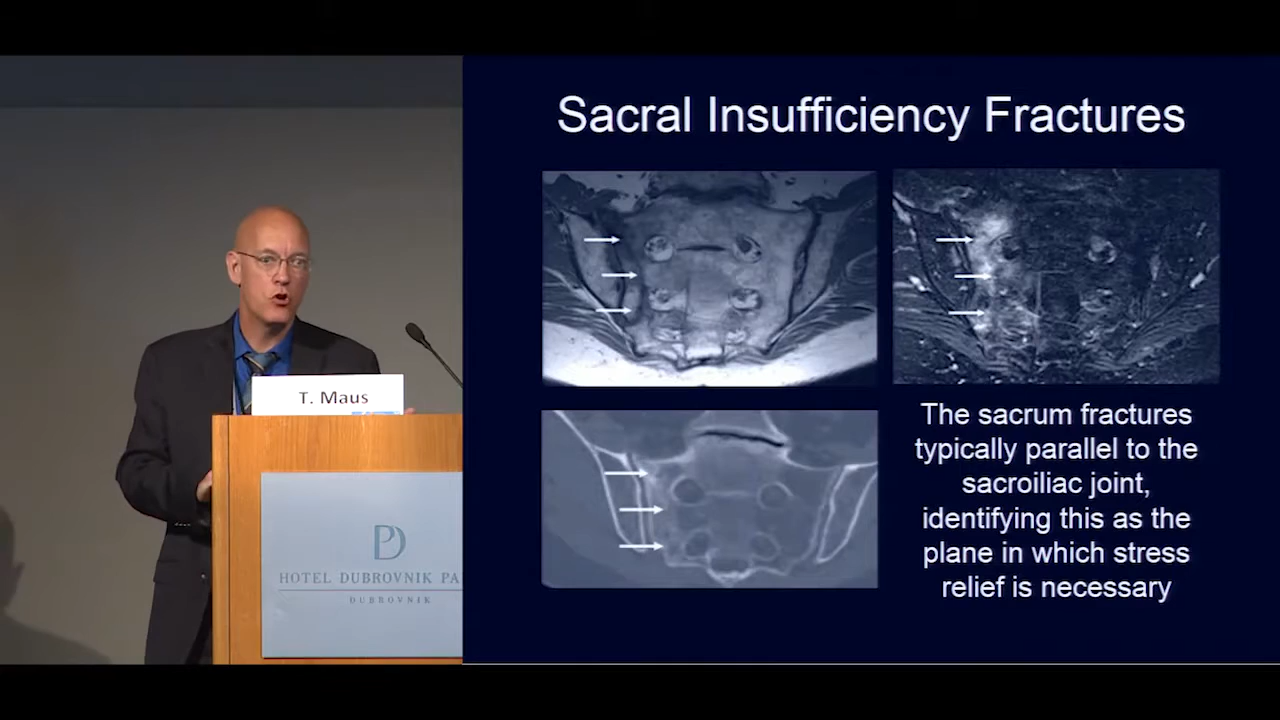 Sacral Insufficiency Fractures
The sacrum fractures
typically parallel to the
sacroiliac joint,
identifying this as the
plane in which stress
relief is necessary
T. Maus
PD
HOTEL DUBROVNIK PA
DUBROVNIK